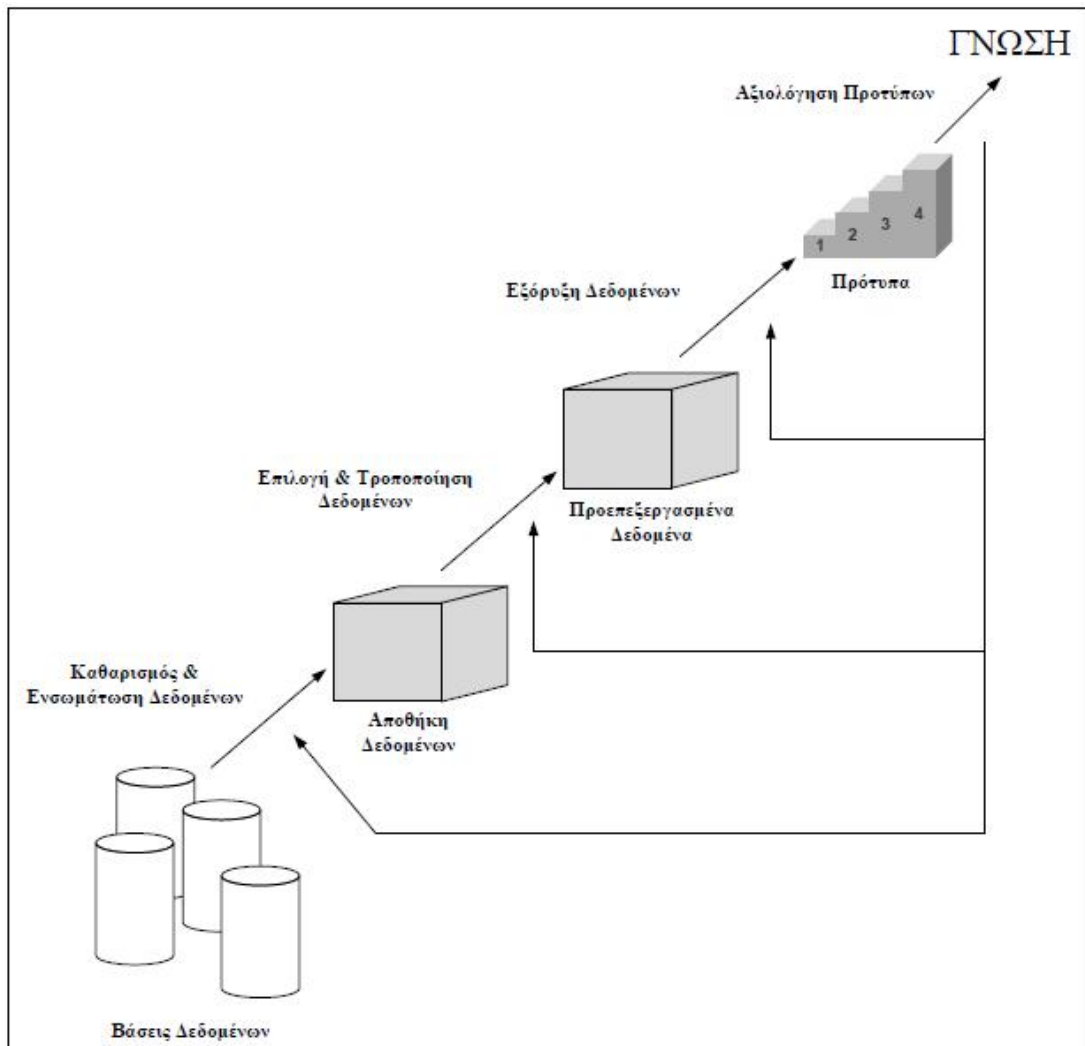 ΓΝΩΣΗ
Αξιολόγηση Προτύπων
1
2
3
4
Πρότυπα
Εξόρυξη Δεδομένων
Προεπεξεργασμένα
Δεδομένα
Επιλογή & Τροποποίηση
Δεδομένων
Αποθήκη
Δεδομένων
Καθαρισμός &
Ενσωμάτωση Δεδομένων
Βάσεις Δεδομένων